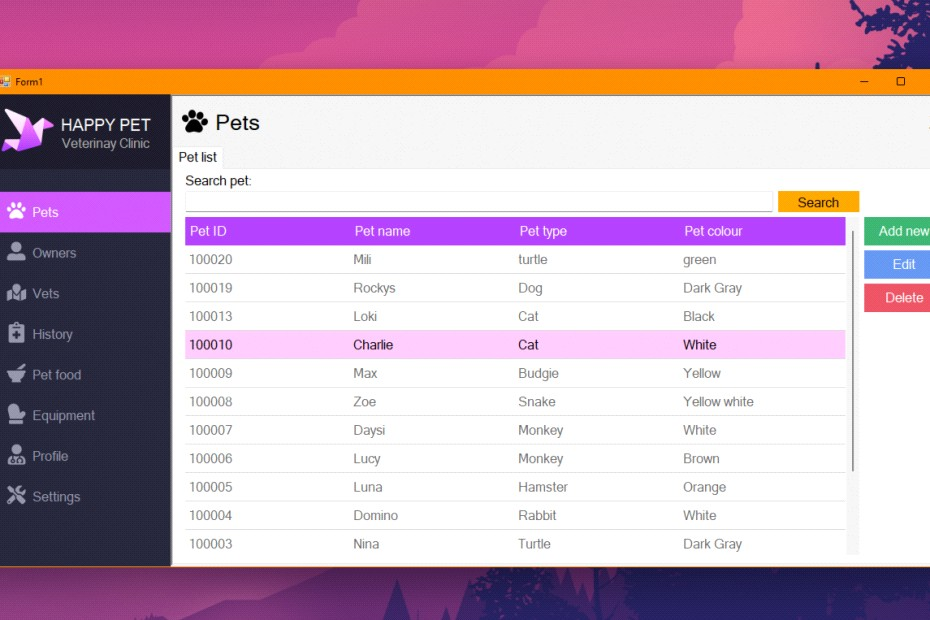 Form1
HAPPY PET
Veterinay Clinic
Pets
Owners
Vets
History
Pet food
Equipment
Profile
Settings
Pets
Pet list
Search pet:
Search
Pet ID Pet name Pet type Pet colour
100020 Mili turtle green
100019 Rockys Dog Dark Gray
100013 Loki Cat Black
100010 Charlie Cat White
100009 Max Budgie Yellow
100008 Zoe Snake Yellow white
100007 Daysi Monkey White
100006 Lucy Monkey Brown
100005 Luna Hamster Orange
100004 Domino Rabbit White
100003 Nina Turtle Dark Gray
Add new
Edit
Delete